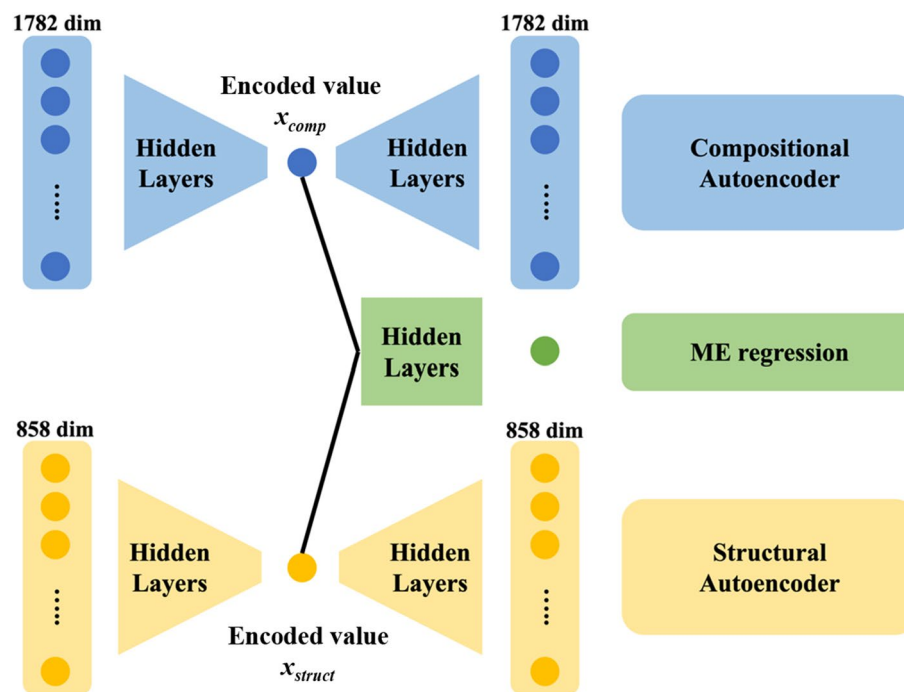 1782 dim
1782 dim
Encoded value
x_comp
Hidden
Layers
Hidden
Layers
Compositional
Autoencoder
......
......
Hidden
Layers
ME regression
858 dim
858 dim
Hidden
Layers
Hidden
Layers
Structural
Autoencoder
......
......
Encoded value
x_struct